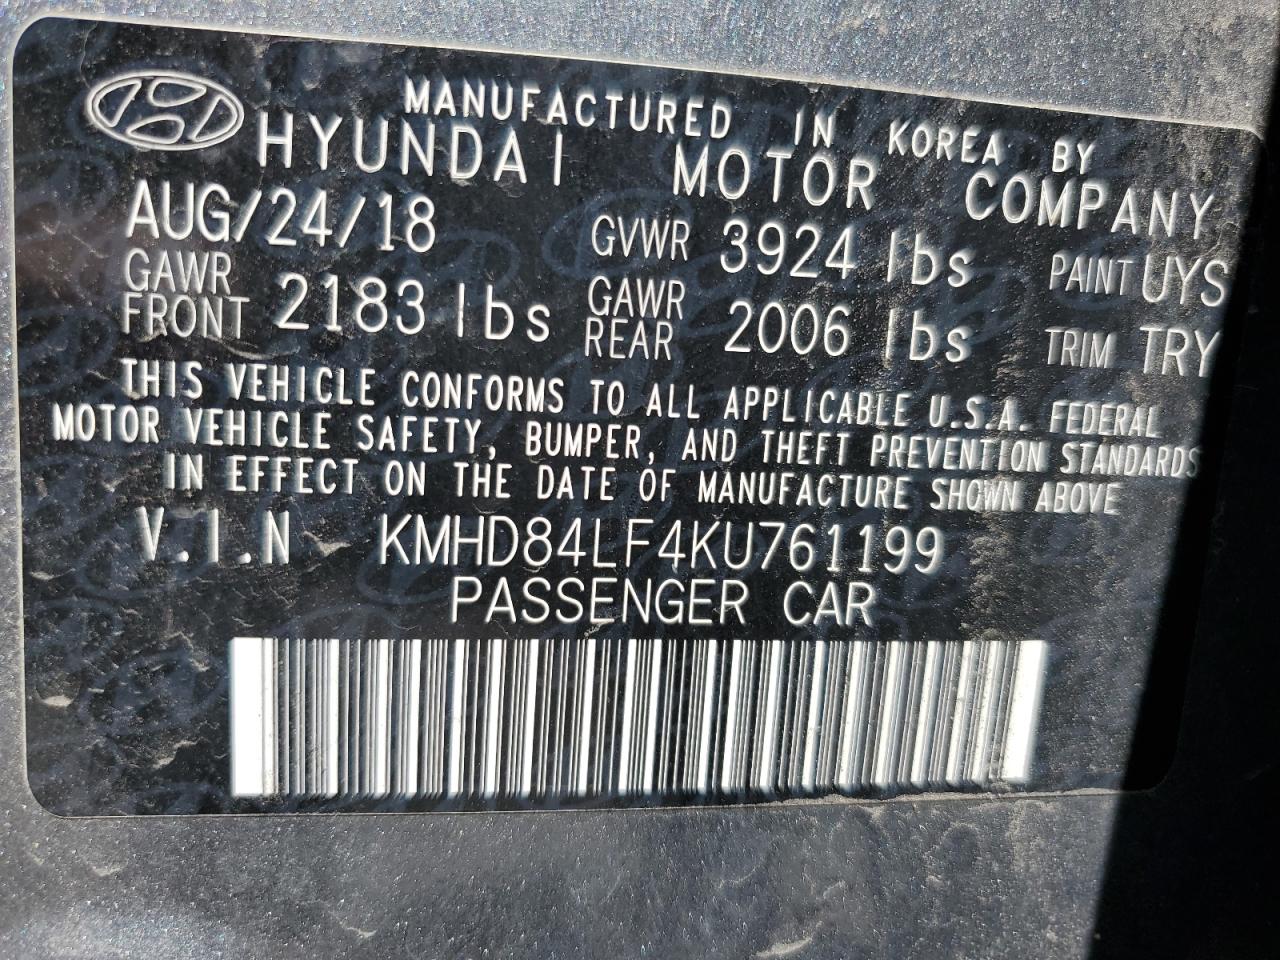 MANUFACTURED IN KOREA BY
HYUNDAI MOTOR COMPANY
AUG/24/18 GVWR 3924 lbs PAINT UYS
GAWR FRONT 2183 lbs GAWR REAR 2006 lbs TRIM TRY
THIS VEHICLE CONFORMS TO ALL APPLICABLE U.S.A. FEDERAL
MOTOR VEHICLE SAFETY, BUMPER, AND THEFT PREVENTION STANDARDS
IN EFFECT ON THE DATE OF MANUFACTURE SHOWN ABOVE
V.I.N KMHD84LF4KU761199
PASSENGER CAR